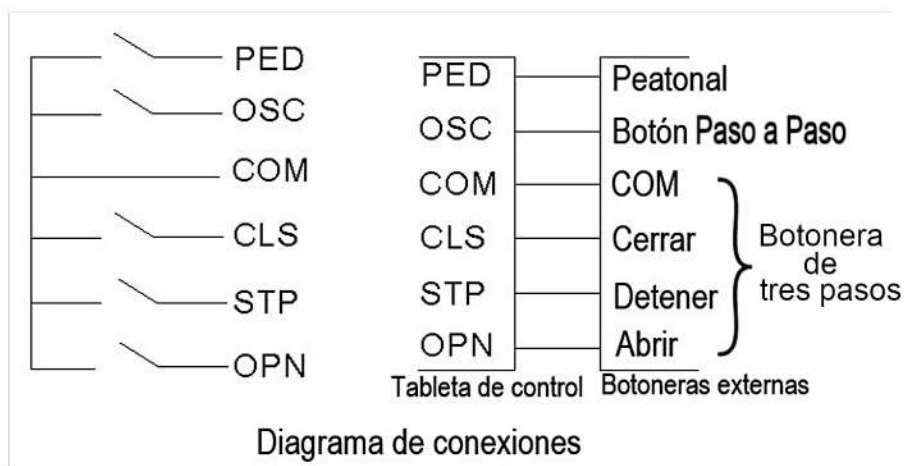 PED
OSC
COM
CLS
STP
OPN
PED
OSC
COM
CLS
STP
OPN
Tableta de control
Peatonal
Botón Paso a Paso
COM
Cerrar
Detener
Abrir
Botoneras externas
Botonera
de
tres pasos
Diagrama de conexiones